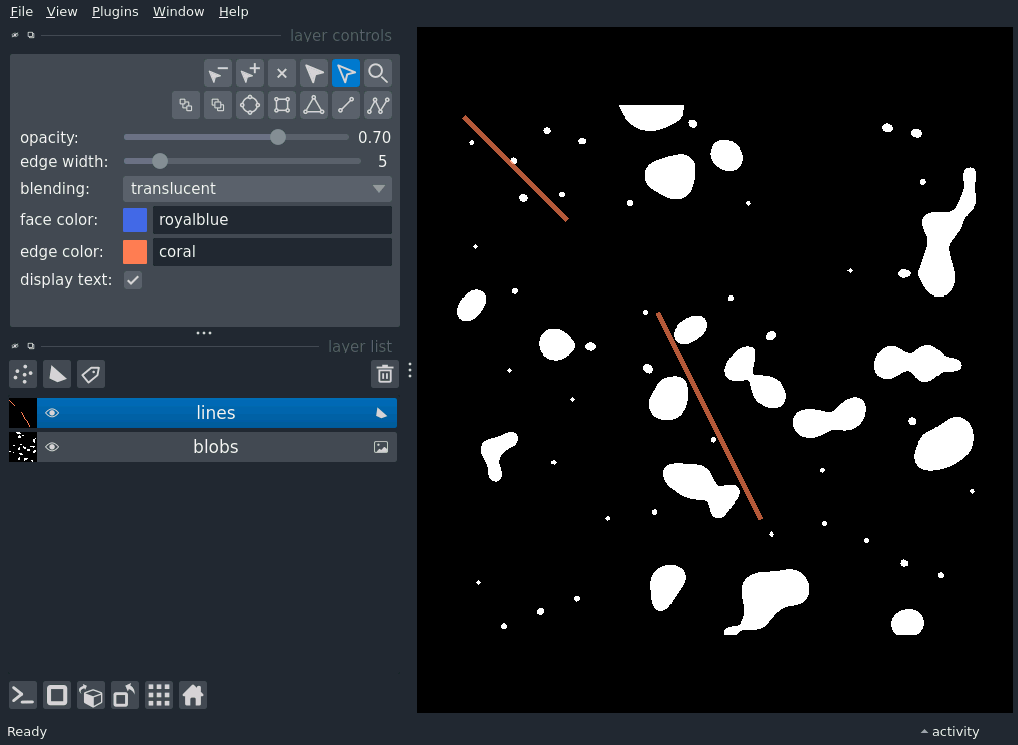 File View Plugins Window Help
layer controls
opacity: 0.70
edge width: 5
blending: translucent
face color: royalblue
edge color: coral
display text:
layer list
lines
blobs
Ready activity